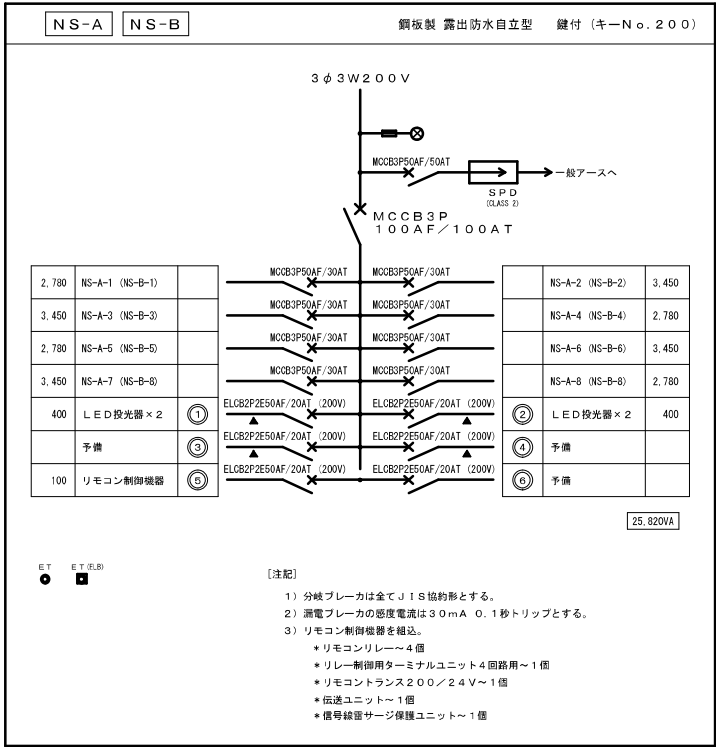 NS-A NS-B 鋼板製 露出防水自立型 鍵付（キーNo.200）
3φ3W200V
MCCB3P50AF/50AT
一般アースへ
SPD
(CLASS 2)
MCCB3P
100AF/100AT
2,780 NS-A-1 (NS-B-1) MCCB3P50AF/30AT MCCB3P50AF/30AT NS-A-2 (NS-B-2) 3,450
3,450 NS-A-3 (NS-B-3) MCCB3P50AF/30AT MCCB3P50AF/30AT NS-A-4 (NS-B-4) 2,780
2,780 NS-A-5 (NS-B-5) MCCB3P50AF/30AT MCCB3P50AF/30AT NS-A-6 (NS-B-6) 3,450
3,450 NS-A-7 (NS-B-8) MCCB3P50AF/30AT MCCB3P50AF/30AT NS-A-8 (NS-B-8) 2,780
400 LED投光器×2 ① ELCB2P2E50AF/20AT (200V) ELCB2P2E50AF/20AT (200V) ② LED投光器×2 400
予備 ③ ELCB2P2E50AF/20AT (200V) ELCB2P2E50AF/20AT (200V) ④ 予備
100 リモコン制御機器 ⑤ ELCB2P2E50AF/20AT (200V) ELCB2P2E50AF/20AT (200V) ⑥ 予備
25,820VA
ET ET(ELB)
[注記]
1）分岐ブレーカは全てJIS協約形とする。
2）漏電ブレーカの感度電流は30mA 0.1秒トリップとする。
3）リモコン制御機器を組込。
＊リモコンリレー～4個
＊リレー制御用ターミナルユニット4回路用～1個
＊リモコントランス200／24V～1個
＊伝送ユニット～1個
＊信号線雷サージ保護ユニット～1個